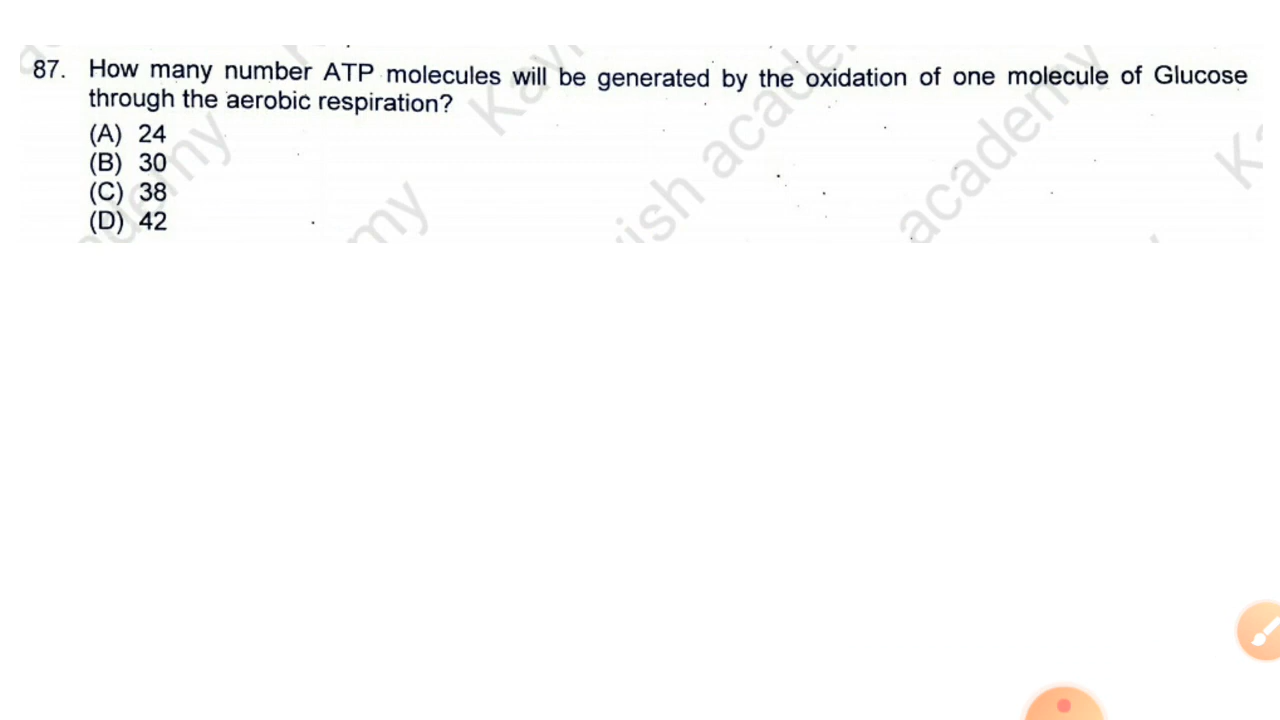 87. How many number ATP molecules will be generated by the oxidation of one molecule of Glucose
through the aerobic respiration?
(A) 24
(B) 30
(C) 38
(D) 42